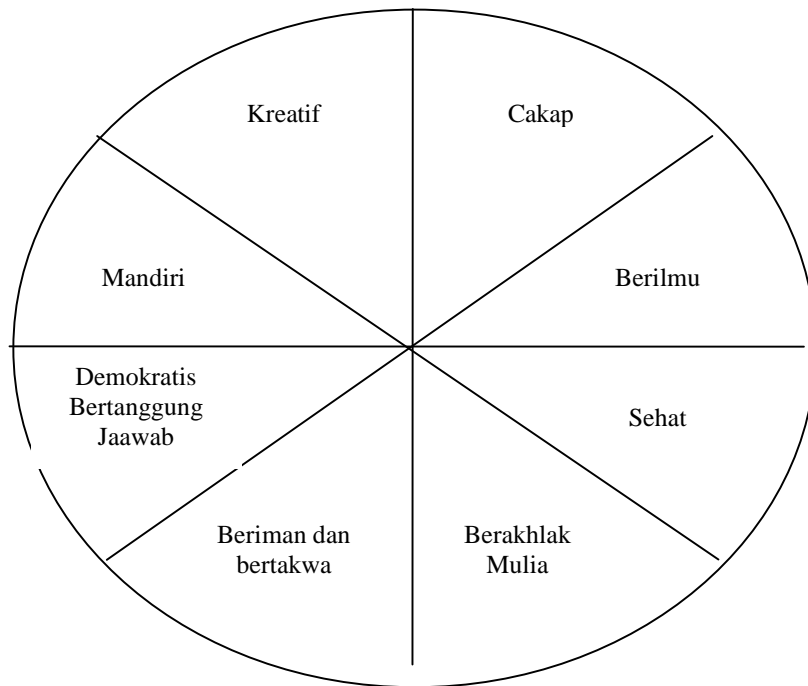 Kreatif
Cakap
Mandiri
Berilmu
Demokratis
Bertanggung
Jaawab
Sehat
Beriman dan
bertakwa
Berakhlak
Mulia